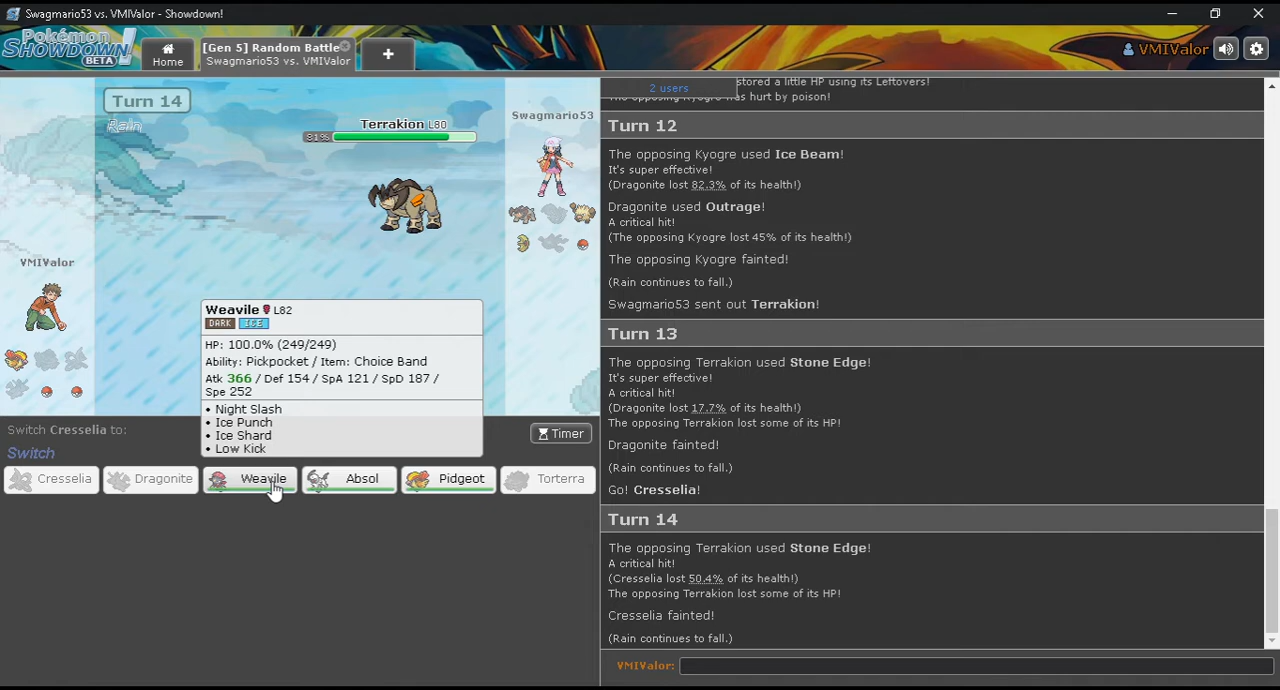 Swagmario53 vs. VMIValor - Showdown!
Pokémon
SHOWDOWN!
BETA
Home
[Gen 5] Random Battle
Swagmario53 vs. VMIValor
+
VMIValor
Turn 14
Rain
Terrakion L80
81%
Swagmario53
VMIValor
Weavile L82
DARK ICE
HP: 100.0% (249/249)
Ability: Pickpocket / Item: Choice Band
Atk 366 / Def 154 / SpA 121 / SpD 187 /
Spe 252
• Night Slash
• Ice Punch
• Ice Shard
• Low Kick
Switch Cresselia to:
Timer
Switch
Cresselia
Dragonite
Weavile
Absol
Pidgeot
Torterra
2 users
stored a little HP using its Leftovers!
The opposing Kyogre was hurt by poison!
Turn 12
The opposing Kyogre used Ice Beam!
It's super effective!
(Dragonite lost 82.3% of its health!)
Dragonite used Outrage!
A critical hit!
(The opposing Kyogre lost 45% of its health!)
The opposing Kyogre fainted!
(Rain continues to fall.)
Swagmario53 sent out Terrakion!
Turn 13
The opposing Terrakion used Stone Edge!
It's super effective!
A critical hit!
(Dragonite lost 17.7% of its health!)
The opposing Terrakion lost some of its HP!
Dragonite fainted!
(Rain continues to fall.)
Go! Cresselia!
Turn 14
The opposing Terrakion used Stone Edge!
A critical hit!
(Cresselia lost 50.4% of its health!)
The opposing Terrakion lost some of its HP!
Cresselia fainted!
(Rain continues to fall.)
VMIValor: